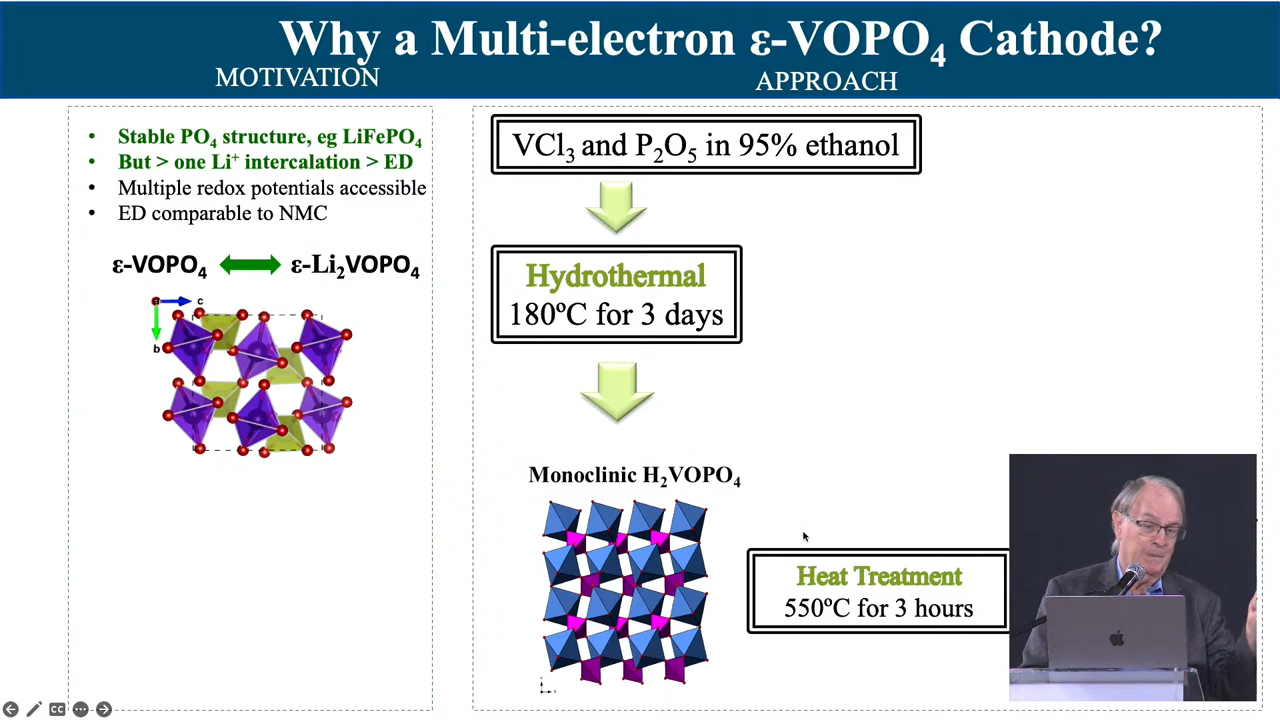 Why a Multi-electron ε-VOPO₄ Cathode?
MOTIVATION
APPROACH
• Stable PO₄ structure, eg LiFePO₄
• But > one Li⁺ intercalation > ED
• Multiple redox potentials accessible
• ED comparable to NMC
ε-VOPO₄ ε-Li₂VOPO₄
a c
b
VCl₃ and P₂O₅ in 95% ethanol
Hydrothermal
180ºC for 3 days
Monoclinic H₂VOPO₄
Heat Treatment
550ºC for 3 hours
CC